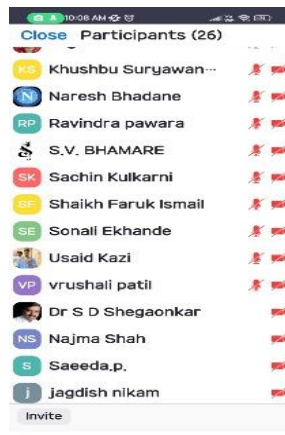 10:08 AM
Close Participants (26)
KS Khushbu Suryawan...
N Naresh Bhadane
RP Ravindra pawara
S.V. BHAMARE
SK Sachin Kulkarni
SF Shaikh Faruk Ismail
SE Sonali Ekhande
Usaid Kazi
VP vrushali patil
Dr S D Shegaonkar
NS Najma Shah
S Saeeda.p.
j jagdish nikam
Invite